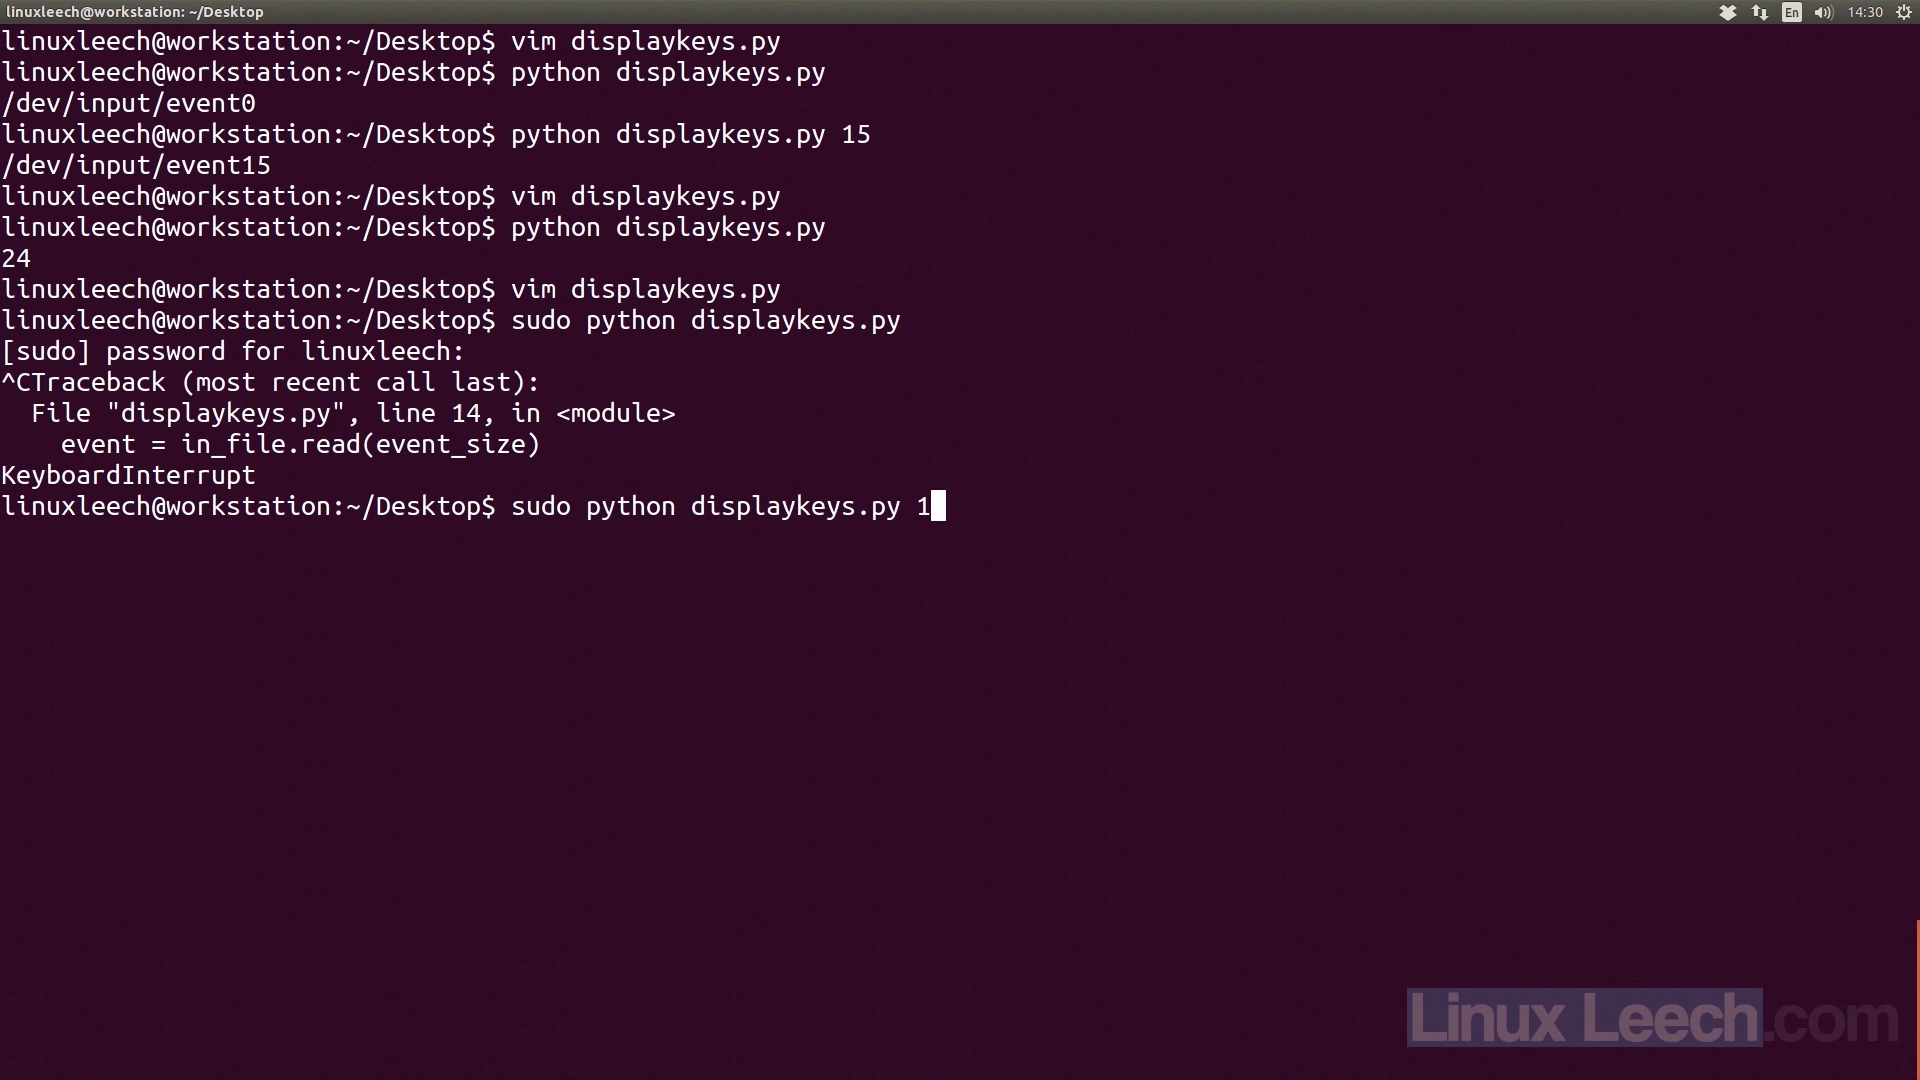 linuxleech@workstation: ~/Desktop
En
14:30
linuxleech@workstation:~/Desktop$ vim displaykeys.py
linuxleech@workstation:~/Desktop$ python displaykeys.py
/dev/input/event0
linuxleech@workstation:~/Desktop$ python displaykeys.py 15
/dev/input/event15
linuxleech@workstation:~/Desktop$ vim displaykeys.py
linuxleech@workstation:~/Desktop$ python displaykeys.py
24
linuxleech@workstation:~/Desktop$ vim displaykeys.py
linuxleech@workstation:~/Desktop$ sudo python displaykeys.py
[sudo] password for linuxleech:
^CTraceback (most recent call last):
  File "displaykeys.py", line 14, in <module>
    event = in_file.read(event_size)
KeyboardInterrupt
linuxleech@workstation:~/Desktop$ sudo python displaykeys.py 1
Linux Leech.com